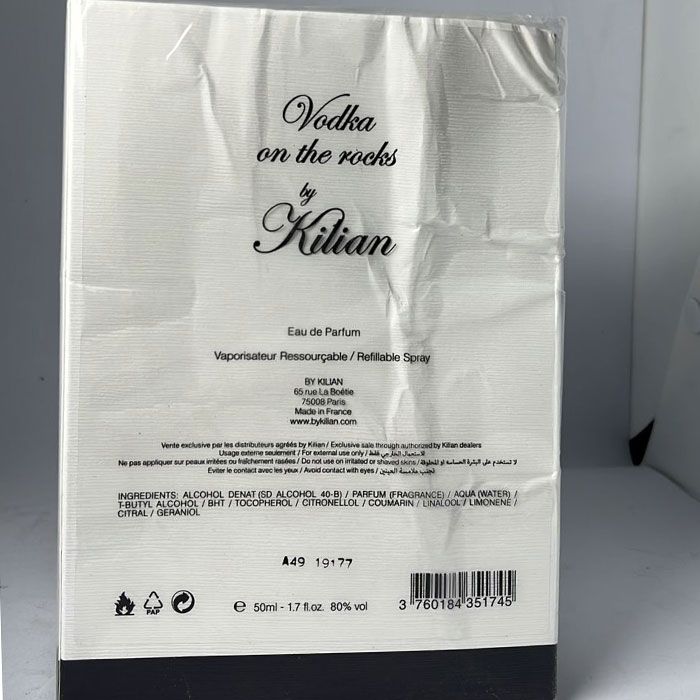 Vodka
on the rocks
by
Kilian
Eau de Parfum
Vaporisateur Ressourçable / Refillable Spray
BY KILIAN
65 rue La Boétie
75008 Paris
Made in France
www.bykilian.com
Vente exclusive par les distributeurs agréés by Kilian / Exclusive sale through authorized by Kilian dealers
Usage externe seulement / For external use only / الاستعمال الخارجي فقط
Ne pas appliquer sur peaux irritées ou fraîchement rasées / Do not use on irritated or shaved skins / لا تستخدم على البشرة الحساسة او المحلوقة
Eviter le contact avec les yeux / Avoid contact with eyes / تجنب ملامسة العينين
INGREDIENTS: ALCOHOL DENAT (SD ALCOHOL 40-B) / PARFUM (FRAGRANCE) / AQUA (WATER) /
T-BUTYL ALCOHOL / BHT / TOCOPHEROL / CITRONELLOL / COUMARIN / LINALOOL / LIMONENE /
CITRAL / GERANIOL
A49 19177
PAP
e 50ml - 1.7 fl.oz. 80% vol
3 760184 351745